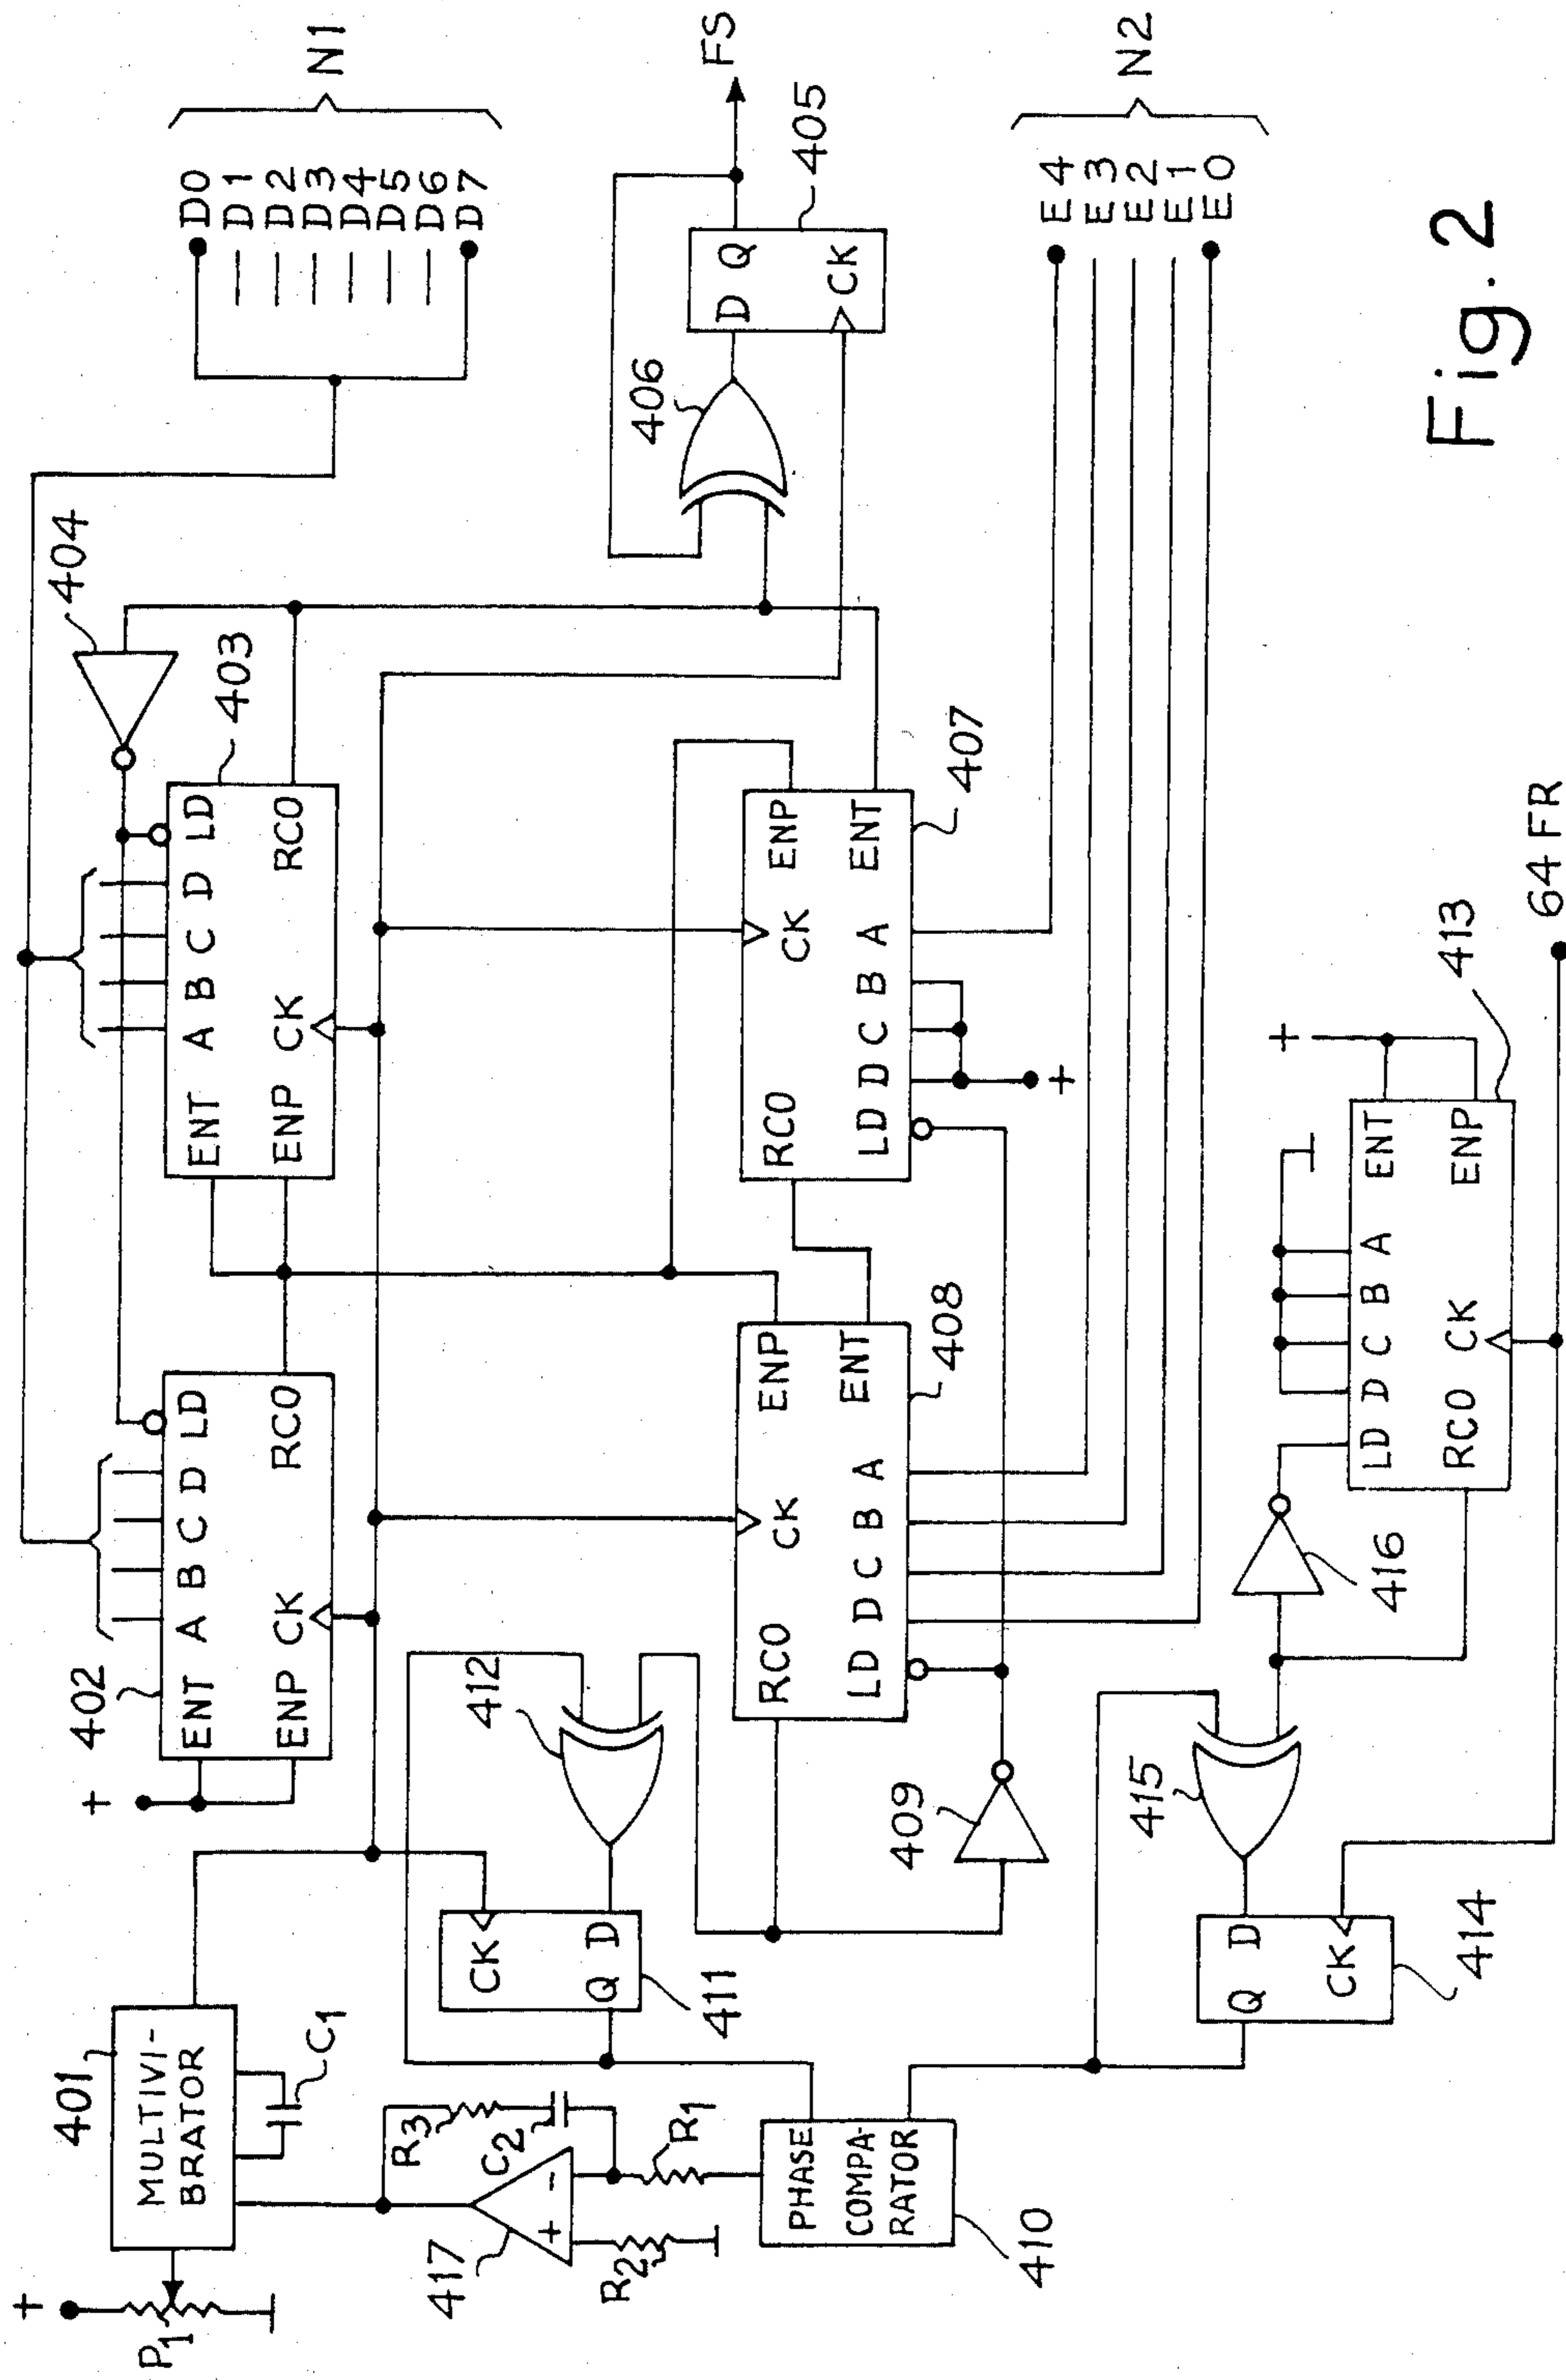 +
P1
401
MULTIVI-
BRATOR
C1
R3
C2
417
+
-
R2
R1
PHASE
COMPA-
RATOR
410
+
402
ENT A B C D LD
ENP CK RCO
ENT A B C D LD
ENP CK RCO
403
404
D0
D1
D2
D3
D4
D5
D6
D7
N1
CK
Q D
411
412
406
D Q
CK
405
FS
RCO CK ENP
LD D C B A ENT
408
409
RCO CK ENP
LD D C B A ENT
407
+
E4
E3
E2
E1
E0
N2
Q D
CK
414
415
416
LD D C B A ENT
RCO CK ENP
413
+
64 FR
Fig. 2